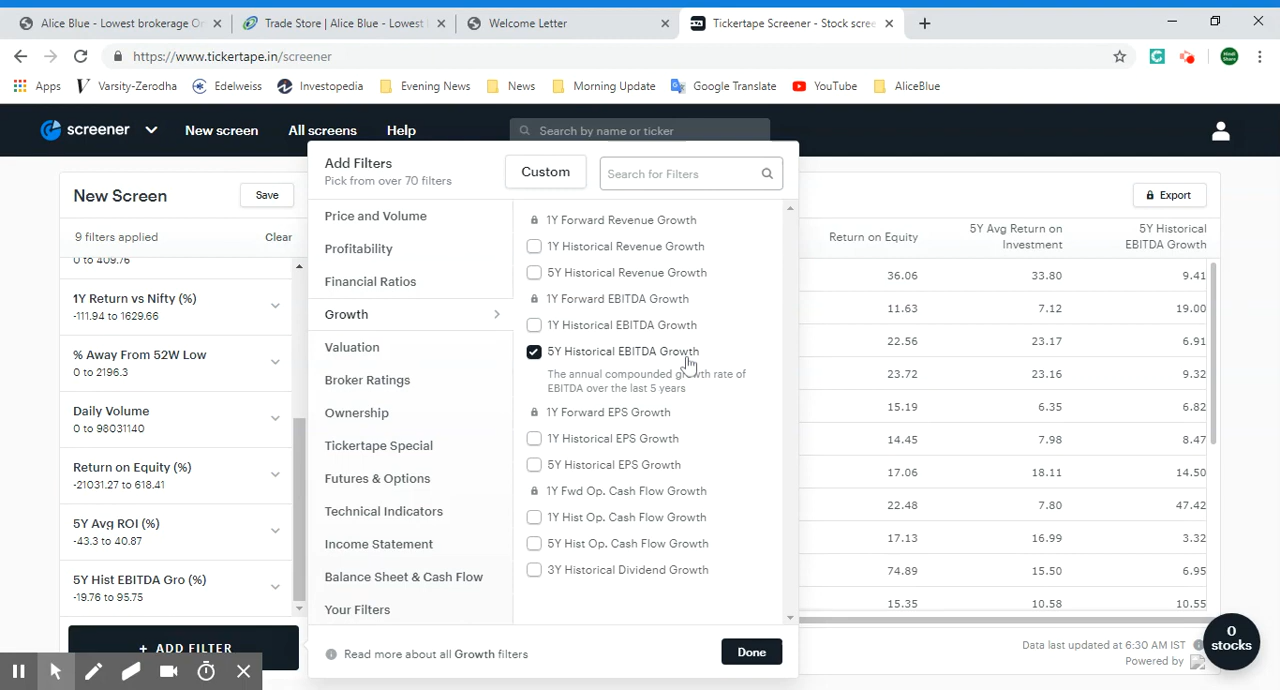 Alice Blue - Lowest brokerage On
Trade Store | Alice Blue - Lowest
Welcome Letter
Tickertape Screener - Stock scree
https://www.tickertape.in/screener
Apps
Varsity-Zerodha
Edelweiss
Investopedia
Evening News
News
Morning Update
Google Translate
YouTube
AliceBlue
screener
New screen
All screens
Help
Search by name or ticker
New Screen
Save
9 filters applied
Clear
0 to 409.76
1Y Return vs Nifty (%)
-111.94 to 1629.66
% Away From 52W Low
0 to 2196.3
Daily Volume
0 to 98031140
Return on Equity (%)
-21031.27 to 618.41
5Y Avg ROI (%)
-43.3 to 40.87
5Y Hist EBITDA Gro (%)
-19.76 to 95.75
+ ADD FILTER
Add Filters
Pick from over 70 filters
Custom
Search for Filters
Price and Volume
Profitability
Financial Ratios
Growth
Valuation
Broker Ratings
Ownership
Tickertape Special
Futures & Options
Technical Indicators
Income Statement
Balance Sheet & Cash Flow
Your Filters
1Y Forward Revenue Growth
1Y Historical Revenue Growth
5Y Historical Revenue Growth
1Y Forward EBITDA Growth
1Y Historical EBITDA Growth
5Y Historical EBITDA Growth
The annual compounded growth rate of
EBITDA over the last 5 years
1Y Forward EPS Growth
1Y Historical EPS Growth
5Y Historical EPS Growth
1Y Fwd Op. Cash Flow Growth
1Y Hist Op. Cash Flow Growth
5Y Hist Op. Cash Flow Growth
3Y Historical Dividend Growth
Read more about all Growth filters
Done
Export
Return on Equity
5Y Avg Return on
Investment
5Y Historical
EBITDA Growth
36.06 33.80 9.41
11.63 7.12 19.00
22.56 23.17 6.91
23.72 23.16 9.32
15.19 6.35 6.82
14.45 7.98 8.47
17.06 18.11 14.50
22.48 7.80 47.42
17.13 16.99 3.32
74.89 15.50 6.95
15.35 10.58 10.55
Data last updated at 6:30 AM IST
Powered by
0
stocks